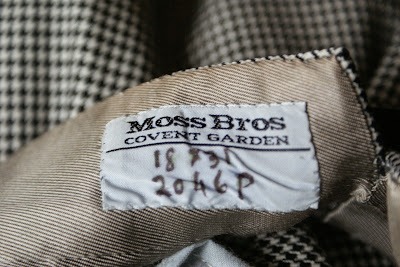 Moss Bros
COVENT GARDEN
18
2046P